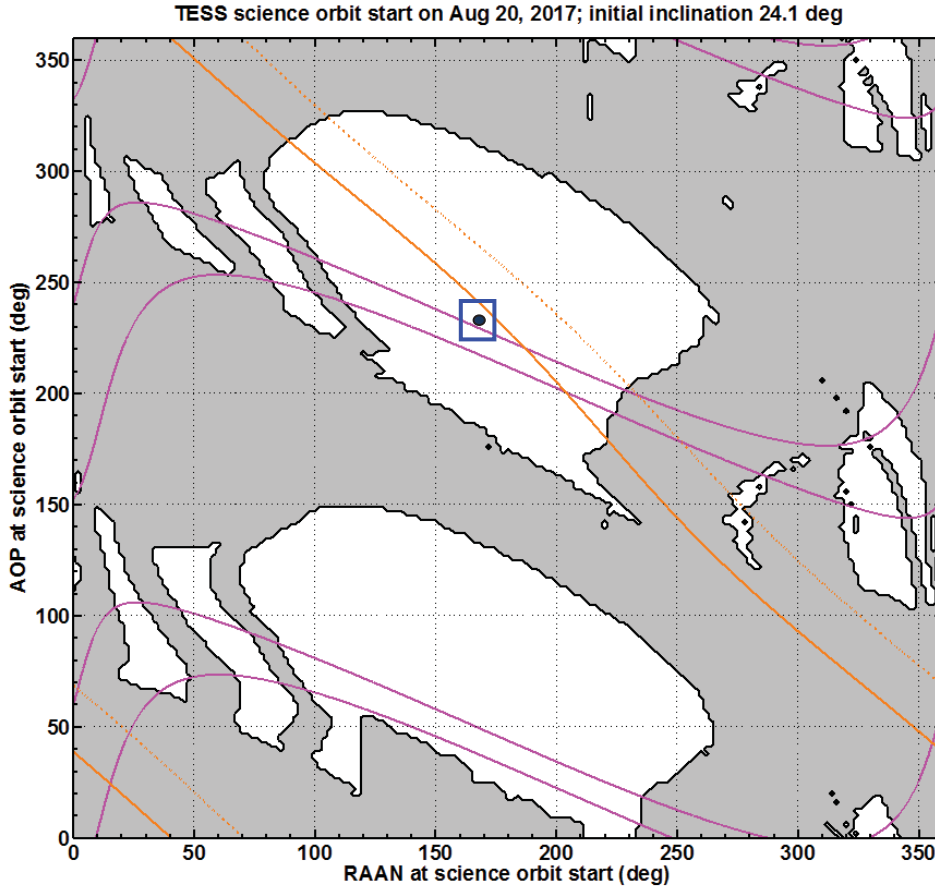 TESS science orbit start on Aug 20, 2017; initial inclination 24.1 deg
AOP at science orbit start (deg)
350
300
250
200
150
100
50
0
0 50 100 150 200 250 300 350
RAAN at science orbit start (deg)